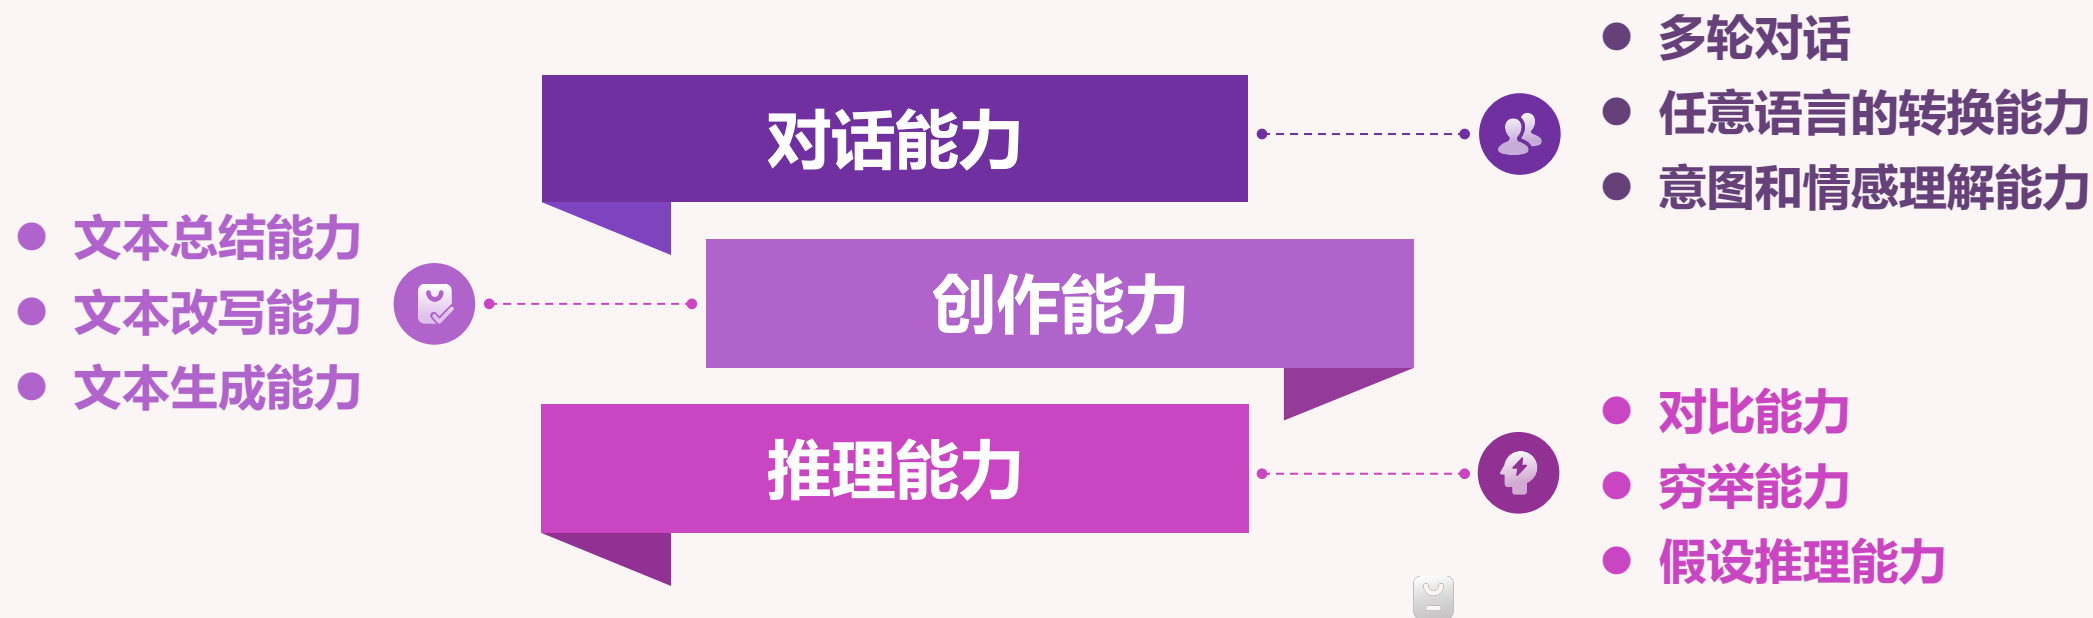 对话能力
多轮对话
任意语言的转换能力
意图和情感理解能力
创作能力
文本总结能力
文本改写能力
文本生成能力
推理能力
对比能力
穷举能力
假设推理能力